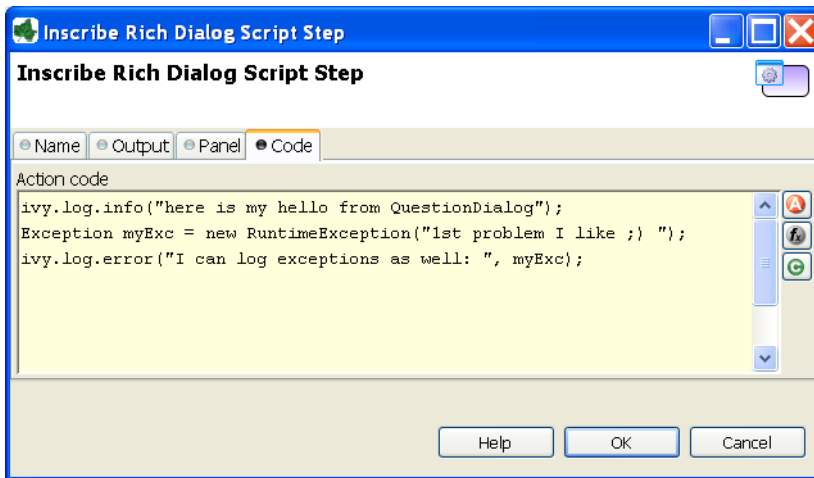 Inscribe Rich Dialog Script Step
Inscribe Rich Dialog Script Step
Name Output Panel Code
Action code
ivy.log.info("here is my hello from QuestionDialog");
Exception myExc = new RuntimeException("1st problem I like ;) ");
ivy.log.error("I can log exceptions as well: ", myExc);
A
fx
C
Help OK Cancel